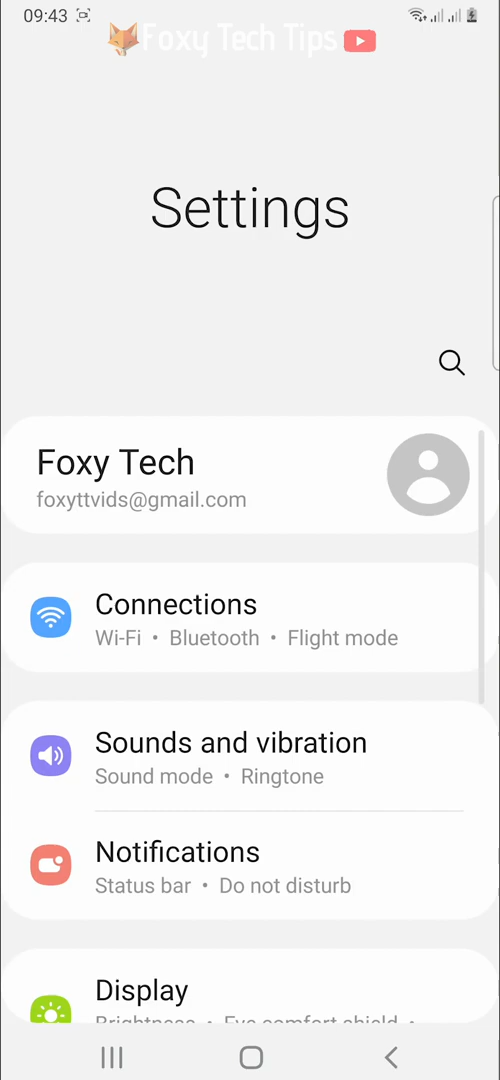 09:43
Foxy Tech Tips
Settings
Foxy Tech
foxyttvids@gmail.com
Connections
Wi-Fi • Bluetooth • Flight mode
Sounds and vibration
Sound mode • Ringtone
Notifications
Status bar • Do not disturb
Display
Brightness • Eye comfort shield •